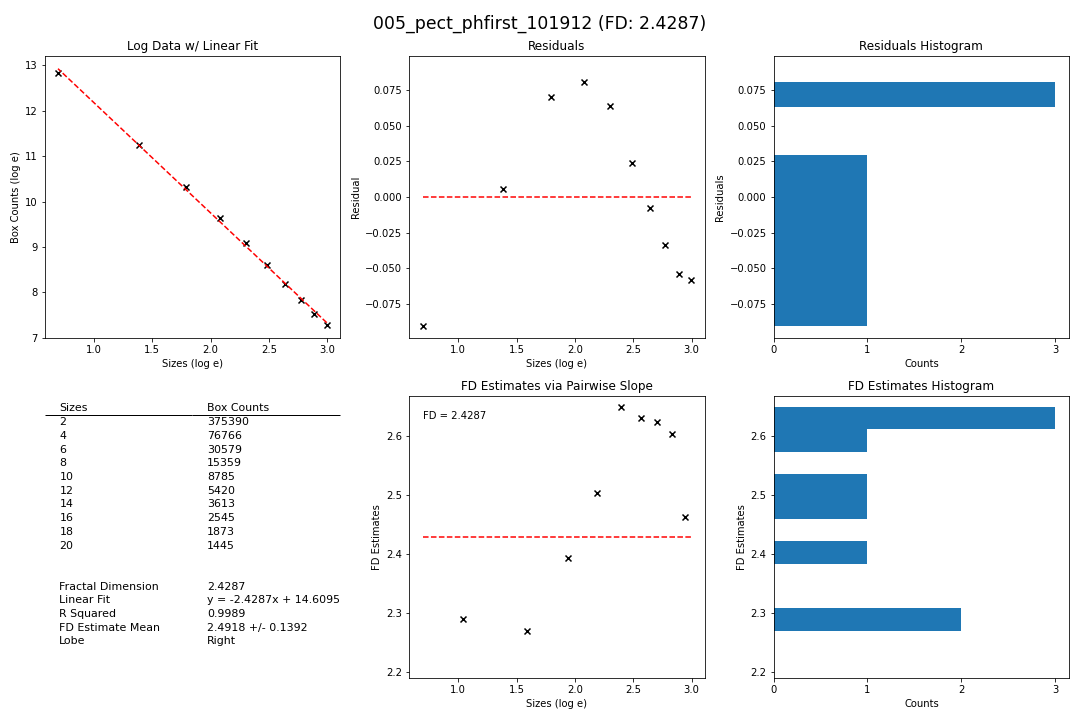 005_pect_phfirst_101912 (FD: 2.4287)
Log Data w/ Linear Fit
Box Counts (log e)
13
12
11
10
9
8
7
1.0 1.5 2.0 2.5 3.0
Sizes (log e)
Residuals
Residual
0.075
0.050
0.025
0.000
−0.025
−0.050
−0.075
1.0 1.5 2.0 2.5 3.0
Sizes (log e)
Residuals Histogram
Residuals
0.075
0.050
0.025
0.000
−0.025
−0.050
−0.075
0 1 2 3
Counts
Sizes Box Counts
2 375390
4 76766
6 30579
8 15359
10 8785
12 5420
14 3613
16 2545
18 1873
20 1445
Fractal Dimension 2.4287
Linear Fit y = -2.4287x + 14.6095
R Squared 0.9989
FD Estimate Mean 2.4918 +/- 0.1392
Lobe Right
FD Estimates via Pairwise Slope
FD = 2.4287
FD Estimates
2.6
2.5
2.4
2.3
2.2
1.0 1.5 2.0 2.5 3.0
Sizes (log e)
FD Estimates Histogram
FD Estimates
2.6
2.5
2.4
2.3
2.2
0 1 2 3
Counts